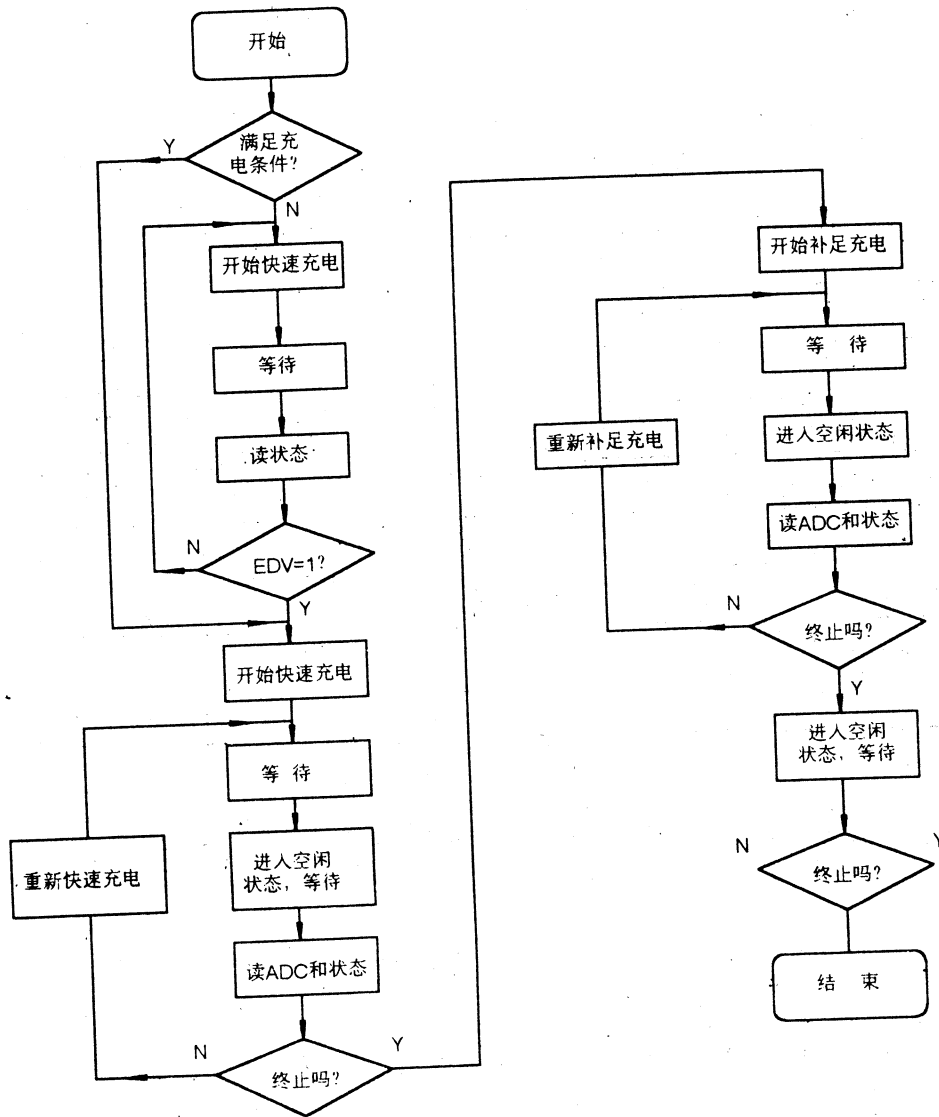 开始
满足充
电条件?
Y
N
开始快速充电
等待
读状态
EDV=1?
N
Y
开始快速充电
等 待
进入空闲
状态，等待
读ADC和状态
终止吗?
N
Y
重新快速充电
开始补足充电
等 待
进入空闲状态
读ADC和状态
终止吗?
N
Y
重新补足充电
进入空闲
状态，等待
终止吗?
N
Y
结 束